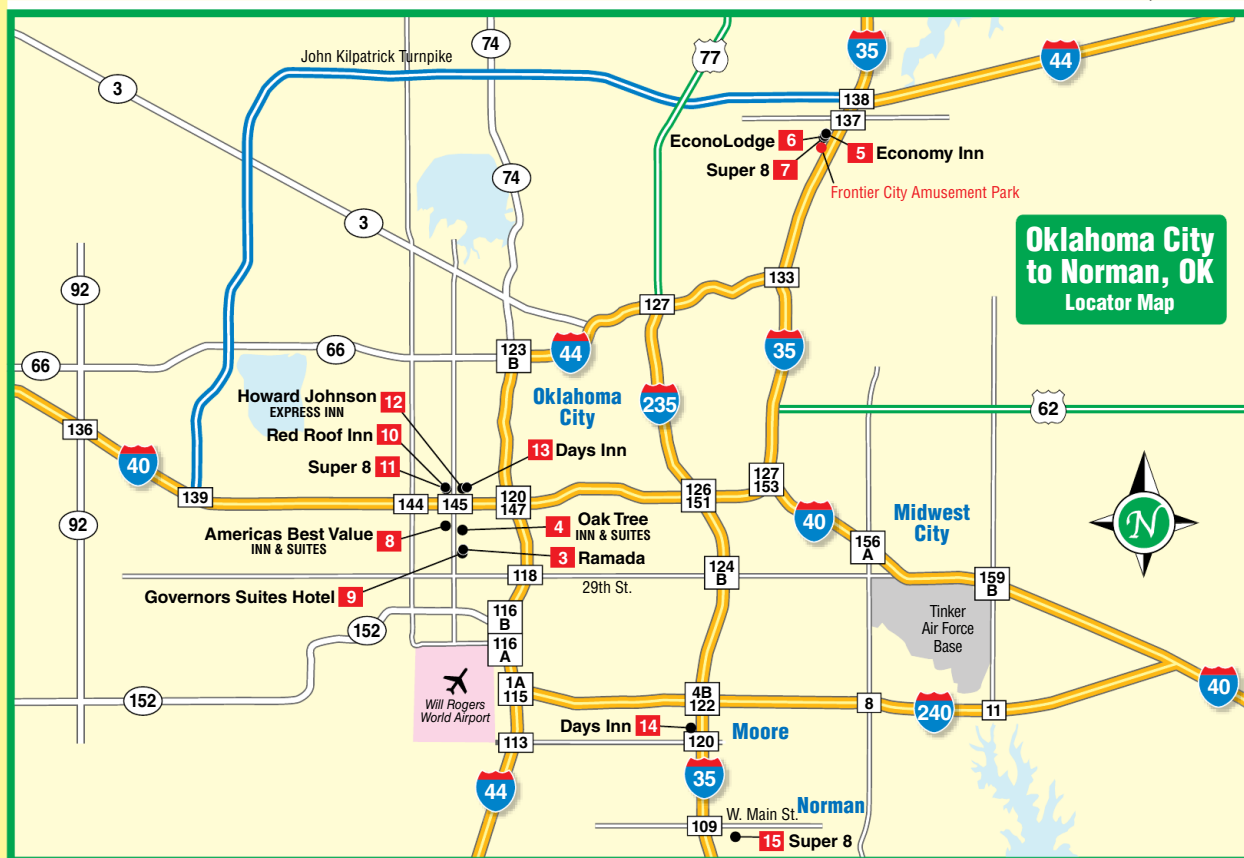 74
77
35
44
John Kilpatrick Turnpike
3
138
137
EconoLodge 6
5 Economy Inn
Super 8 7
Frontier City Amusement Park
74
3
Oklahoma City
to Norman, OK
Locator Map
133
92
127
66
66
123
B
44
35
Oklahoma
City
235
62
Howard Johnson 12
EXPRESS INN
136
Red Roof Inn 10
13 Days Inn
40
Super 8 11
127
153
139
144
145
120
147
126
151
40
Midwest
City
N
92
Americas Best Value 8
INN & SUITES
4 Oak Tree
INN & SUITES
156
A
3 Ramada
118
29th St.
124
B
159
B
Governors Suites Hotel 9
116
B
Tinker
Air Force
Base
152
116
A
152
Will Rogers
World Airport
1A
115
4B
122
8
240
11
40
Days Inn 14
Moore
113
120
44
35
Norman
W. Main St.
109
15 Super 8